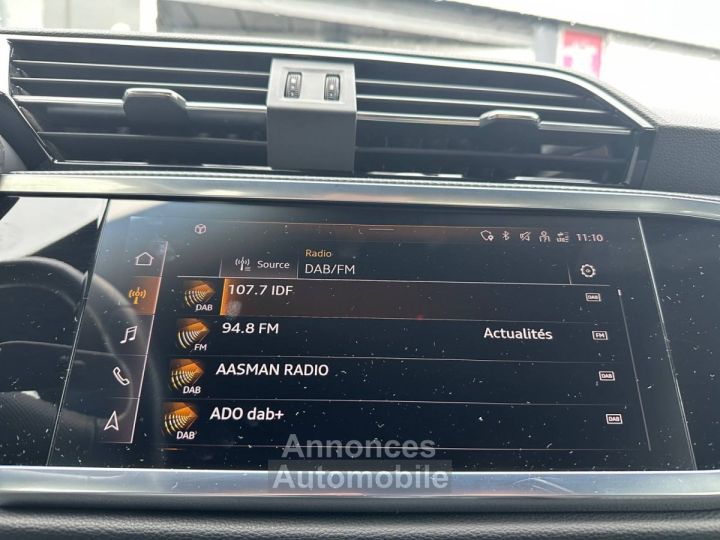 11:10
Radio
Source
DAB/FM
107.7 IDF
DAB
DAB
94.8 FM
Actualités
FM
FM
AASMAN RADIO
DAB
DAB
ADO dab+
DAB
DAB
Annonces
Automobile